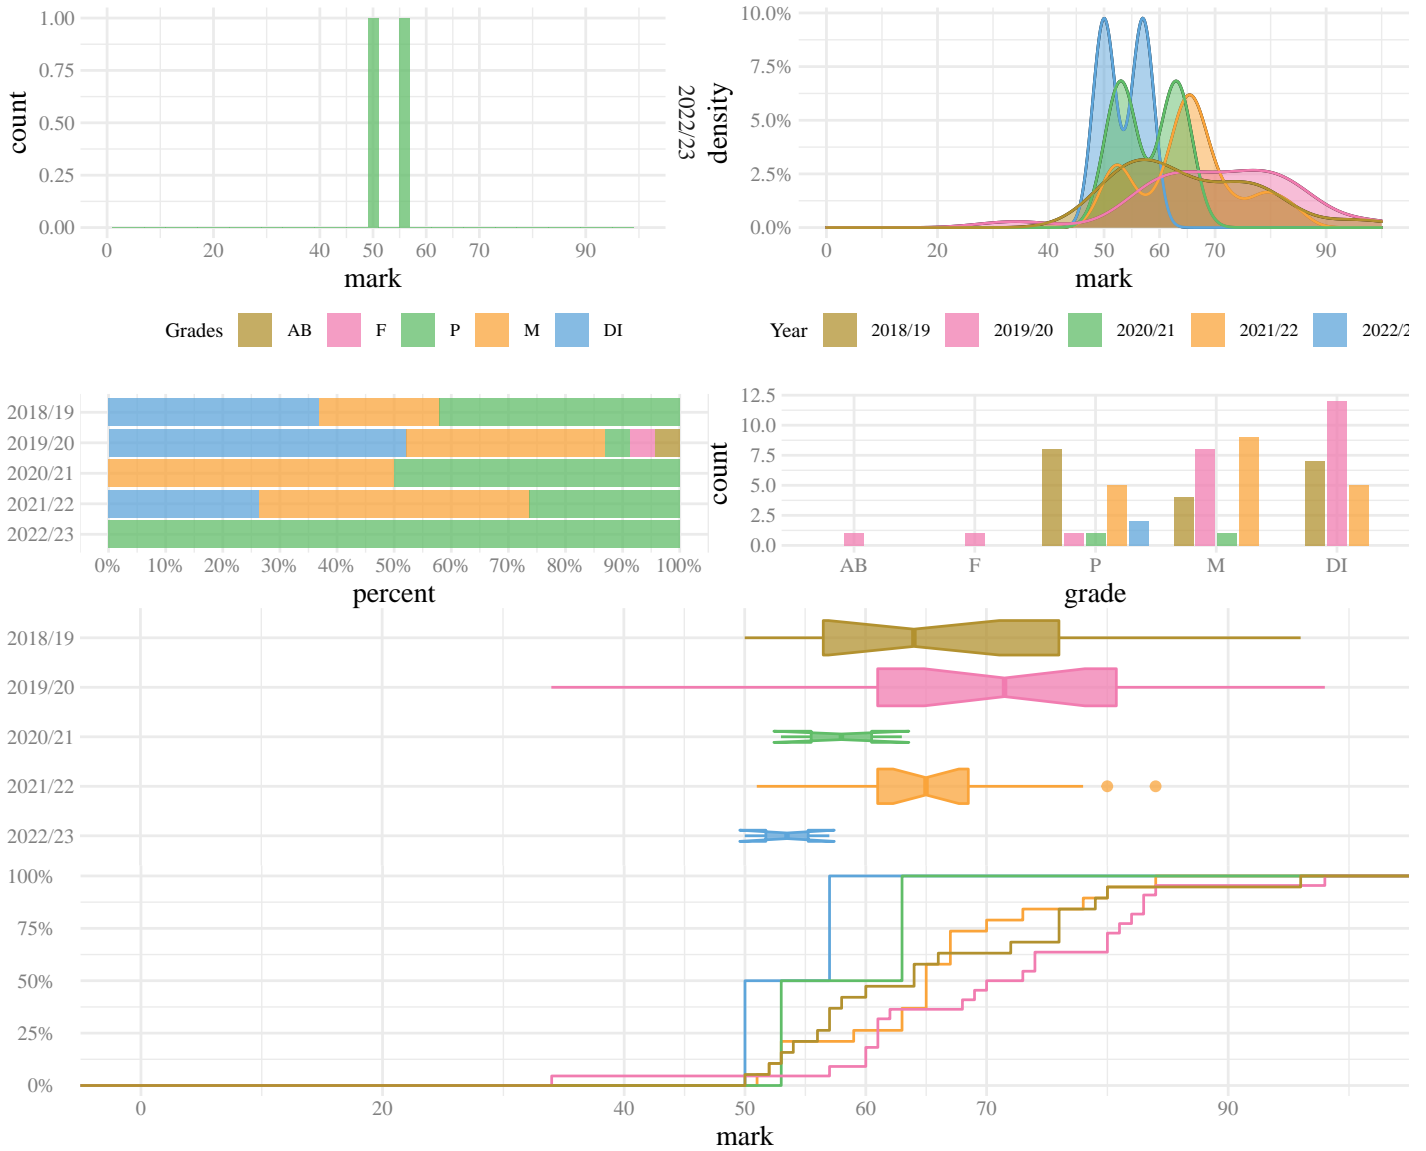 1.00
0.75
0.50
0.25
0.00
count
0 20 40 50 60 70 90
mark
2022/23
10.0%
7.5%
5.0%
2.5%
0.0%
density
0 20 40 50 60 70 90
mark
Grades AB F P M DI
Year 2018/19 2019/20 2020/21 2021/22 2022/2
2018/19
2019/20
2020/21
2021/22
2022/23
0% 10% 20% 30% 40% 50% 60% 70% 80% 90% 100%
percent
12.5
10.0
7.5
5.0
2.5
0.0
count
AB F P M DI
grade
2018/19
2019/20
2020/21
2021/22
2022/23
100%
75%
50%
25%
0%
0 20 40 50 60 70 90
mark